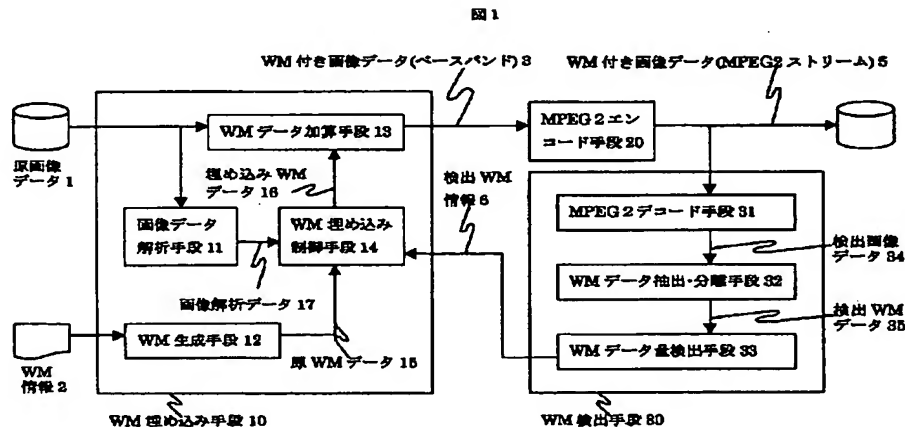 図1
WM 付き画像データ(ベースバンド) 3
WM 付き画像データ(MPEG2 ストリーム) 5
WM データ加算手段 13
MPEG 2 エン
コード手段 20
原画像
データ 1
埋め込み WM
データ 16
検出 WM
情報 6
MPEG 2 デコード手段 31
画像データ
解析手段 11
WM 埋め込み
制御手段 14
検出画像
データ 34
WM データ抽出・分離手段 32
画像解析データ 17
検出 WM
データ 35
WM 生成手段 12
WM データ量検出手段 33
WM
情報 2
原 WM データ 15
WM 埋め込み手段 10
WM 検出手段 30